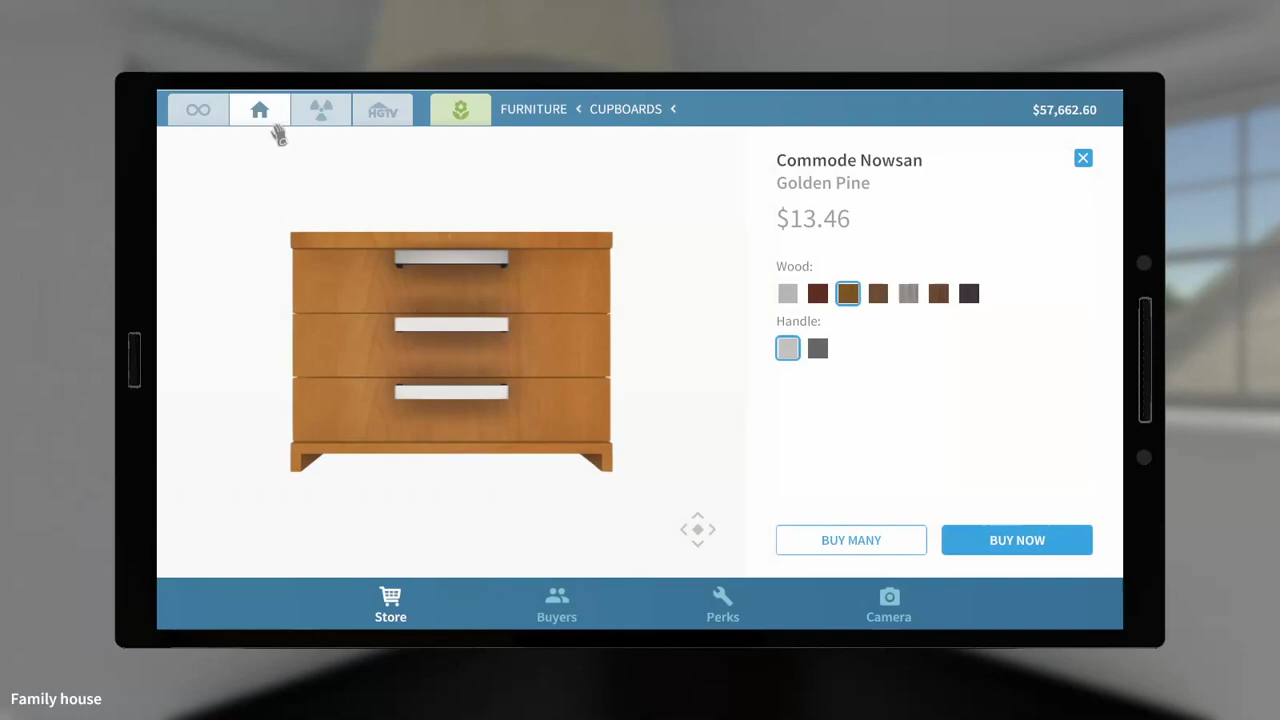 HGTV
FURNITURE < CUPBOARDS <
$57,662.60
Commode Nowsan
Golden Pine
$13.46
Wood:
Handle:
BUY MANY
BUY NOW
Store
Buyers
Perks
Camera
Family house